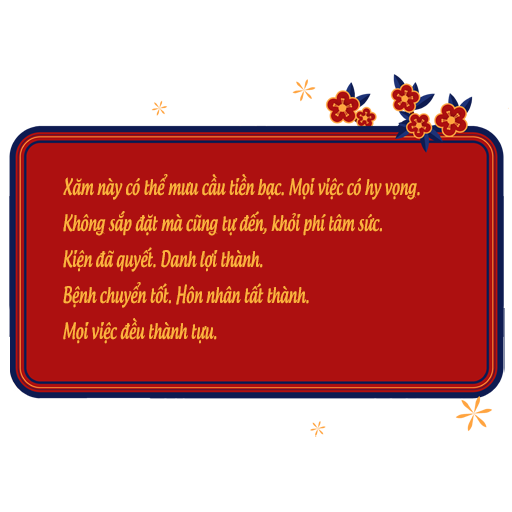 Xăm này có thể mưu cầu tiền bạc. Mọi việc có hy vọng.
Không sắp đặt mà cũng tự đến, khỏi phí tâm sức.
Kiện đã quyết. Danh lợi thành.
Bệnh chuyển tốt. Hôn nhân tất thành.
Mọi việc đều thành tựu.